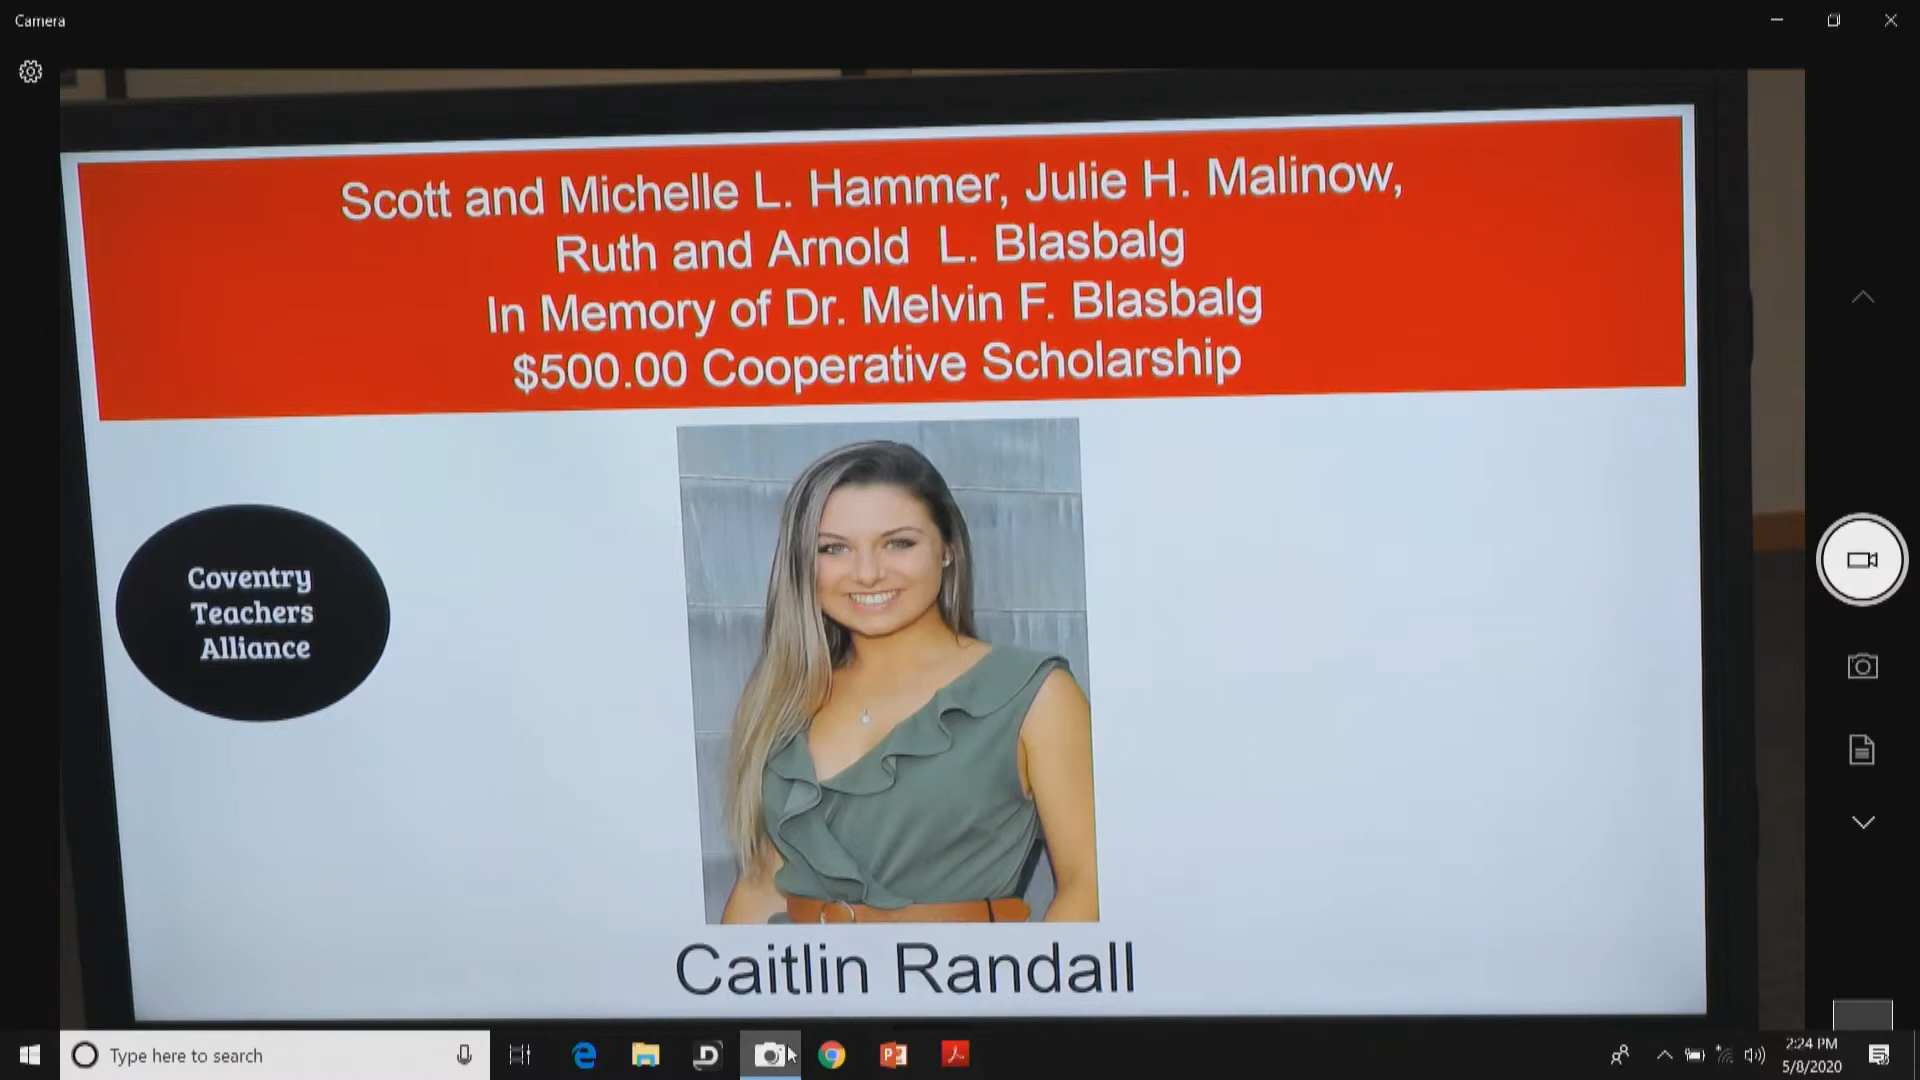 Camera
Scott and Michelle L. Hammer, Julie H. Malinow,
Ruth and Arnold L. Blasbalg
In Memory of Dr. Melvin F. Blasbalg
$500.00 Cooperative Scholarship
Coventry
Teachers
Alliance
Caitlin Randall
Type here to search
2:24 PM
5/8/2020